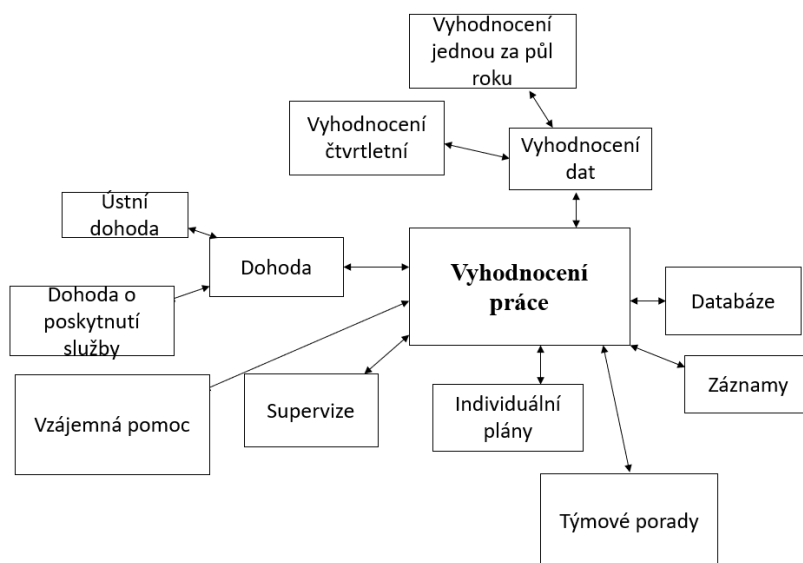 Vyhodnocení
jednou za půl
roku
Vyhodnocení
čtvrtletní
Vyhodnocení
dat
Ústní
dohoda
Dohoda
Vyhodnocení
práce
Databáze
Dohoda o
poskytnutí
služby
Vzájemná pomoc
Supervize
Individuální
plány
Záznamy
Týmové porady